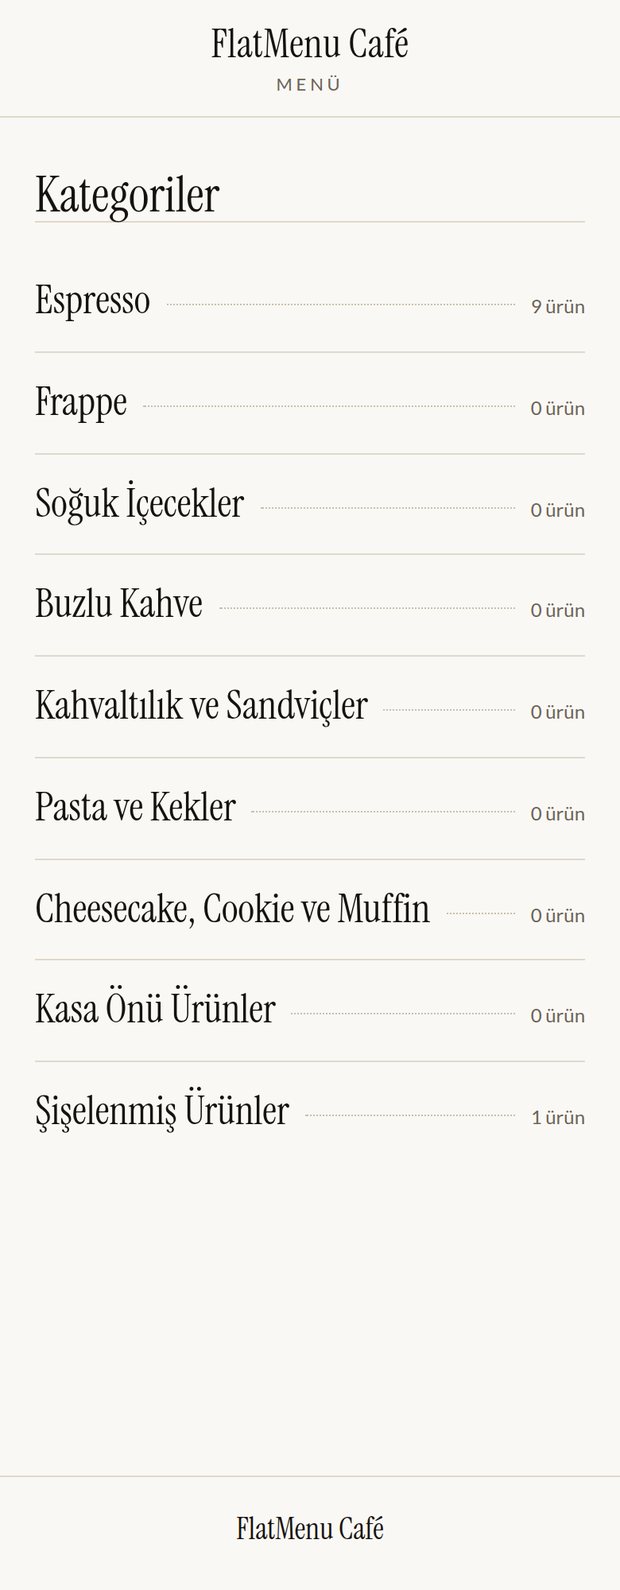 FlatMenu Café
MENÜ
Kategoriler
Espresso 9 ürün
Frappe 0 ürün
Soğuk İçecekler 0 ürün
Buzlu Kahve 0 ürün
Kahvaltılık ve Sandviçler 0 ürün
Pasta ve Kekler 0 ürün
Cheesecake, Cookie ve Muffin 0 ürün
Kasa Önü Ürünler 0 ürün
Şişelenmiş Ürünler 1 ürün
FlatMenu Café